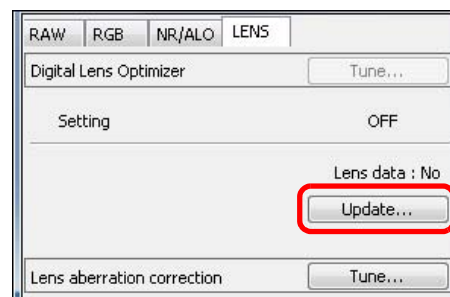 RAW RGB NR/ALO LENS
Digital Lens Optimizer Tune...
Setting OFF
Lens data : No
Update...
Lens aberration correction Tune...